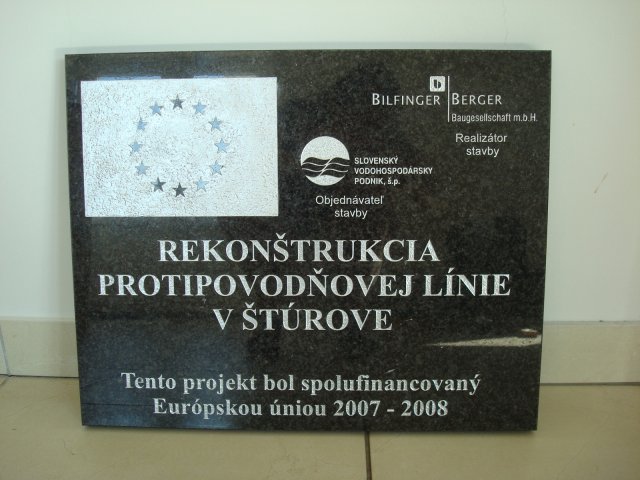 BILFINGER BERGER
Baugesellschaft m.b.H.
Realizátor
stavby
SLOVENSKÝ
VODOHOSPODÁRSKY
PODNIK, š.p.
Objednávateľ
stavby
REKONŠTRUKCIA
PROTIPOVODŇOVEJ LÍNIE
V ŠTÚROVE
Tento projekt bol spolufinancovaný
Európskou úniou 2007 - 2008